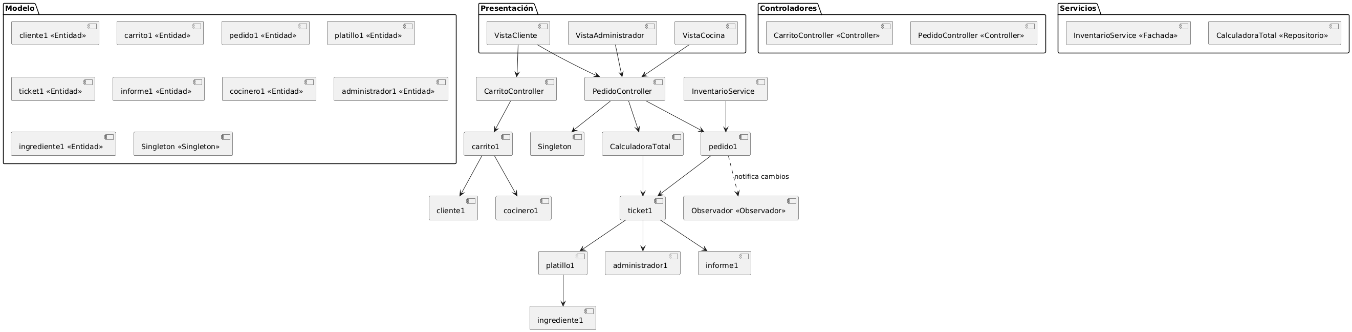 Modelo
cliente1 «Entidad»
carrito1 «Entidad»
pedido1 «Entidad»
platillo1 «Entidad»
ticket1 «Entidad»
informe1 «Entidad»
cocinero1 «Entidad»
administrador1 «Entidad»
ingrediente1 «Entidad»
Singleton «Singleton»
Presentación
VistaCliente
VistaAdministrador
VistaCocina
Controladores
CarritoController «Controller»
PedidoController «Controller»
Servicios
InventarioService «Fachada»
CalculadoraTotal «Repositorio»
CarritoController
PedidoController
InventarioService
carrito1
Singleton
CalculadoraTotal
pedido1
notifica cambios
cliente1
cocinero1
ticket1
Observador «Observador»
platillo1
administrador1
informe1
ingrediente1